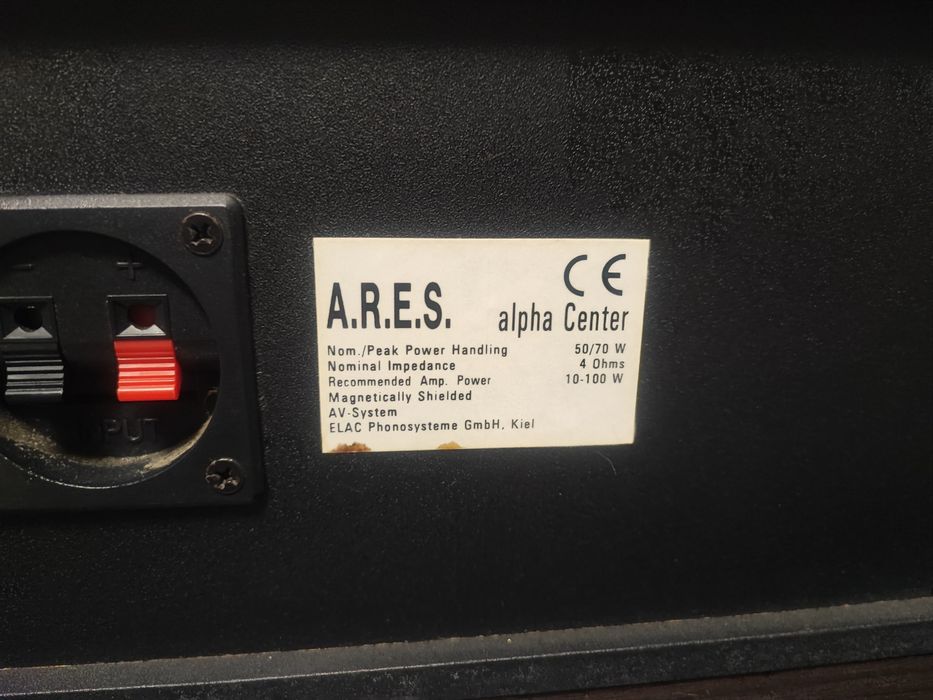 - +
INPUT
CE
A.R.E.S. alpha Center
Nom./Peak Power Handling 50/70 W
Nominal Impedance 4 Ohms
Recommended Amp. Power 10-100 W
Magnetically Shielded
AV-System
ELAC Phonosysteme GmbH, Kiel